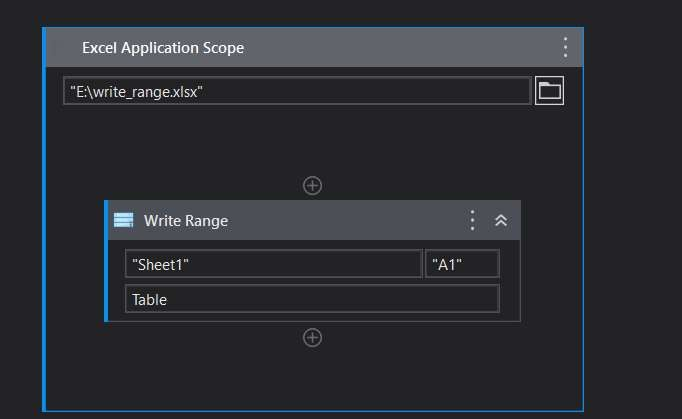 Excel Application Scope
"E:\write_range.xlsx"
Write Range
"Sheet1" "A1"
Table